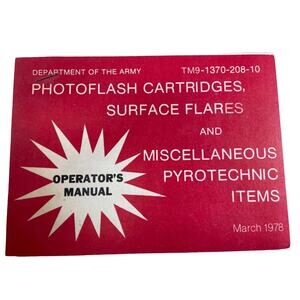 DEPARTMENT OF THE ARMY TM9-1370-208-10
PHOTOFLASH CARTRIDGES,
SURFACE FLARES
AND
MISCELLANEOUS
PYROTECHNIC
ITEMS
OPERATOR'S
MANUAL
March 1978